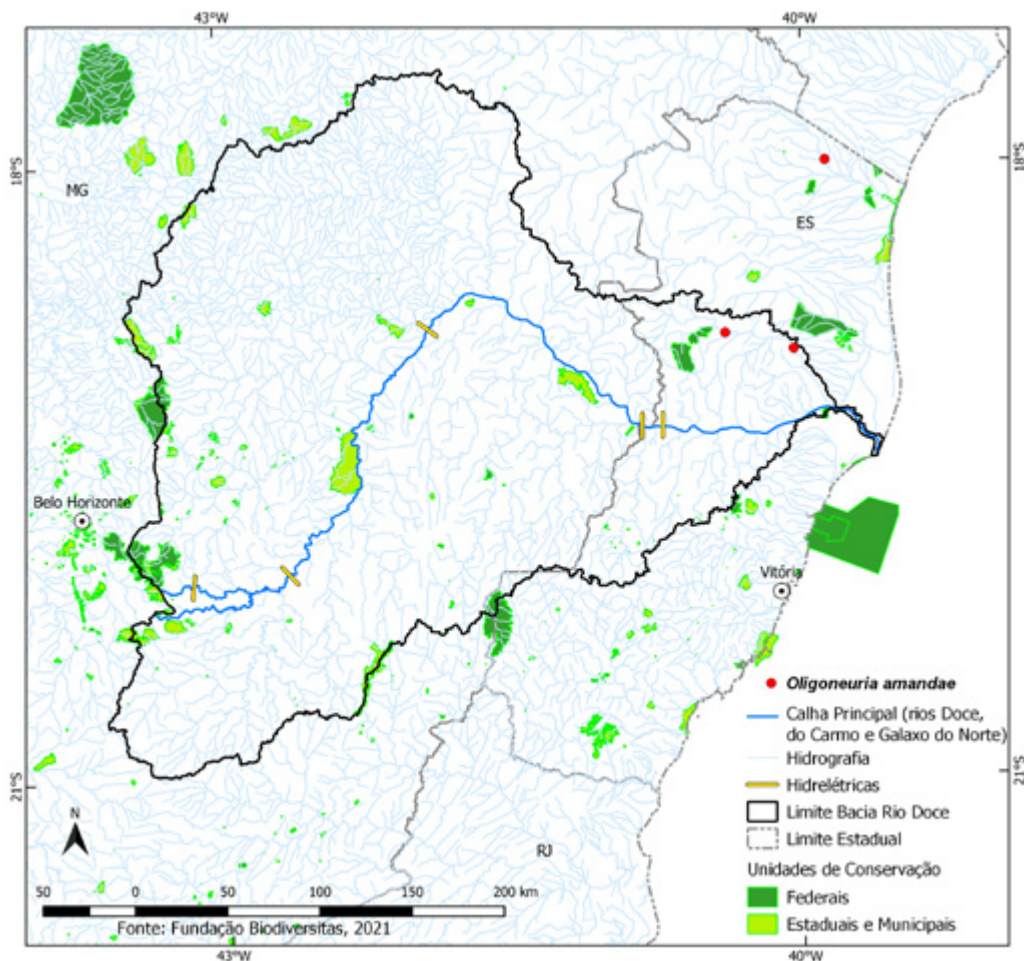 43°W
40°W
18°S
18°S
MG
ES
Belo Horizonte
Vitória
Oligoneuria amandae
Calha Principal (rios Doce,
do Carmo e Galaxo do Norte)
Hidrografia
Hidrelétricas
Limite Bacia Rio Doce
Limite Estadual
Unidades de Conservação
Federais
Estaduais e Municipais
21°S
21°S
N
RJ
50 0 50 100 150 200 km
Fonte: Fundação Biodiversitas, 2021
43°W
40°W